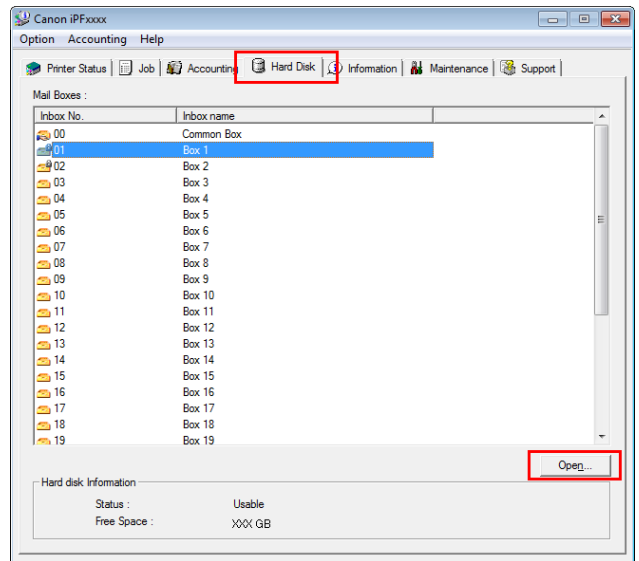 Canon iPFxxxx
Option Accounting Help
Printer Status Job Accounting Hard Disk Information Maintenance Support
Mail Boxes :
Inbox No. Inbox name
00 Common Box
01 Box 1
02 Box 2
03 Box 3
04 Box 4
05 Box 5
06 Box 6
07 Box 7
08 Box 8
09 Box 9
10 Box 10
11 Box 11
12 Box 12
13 Box 13
14 Box 14
15 Box 15
16 Box 16
17 Box 17
18 Box 18
19 Box 19
Open...
Hard disk Information
Status : Usable
Free Space : XXX GB